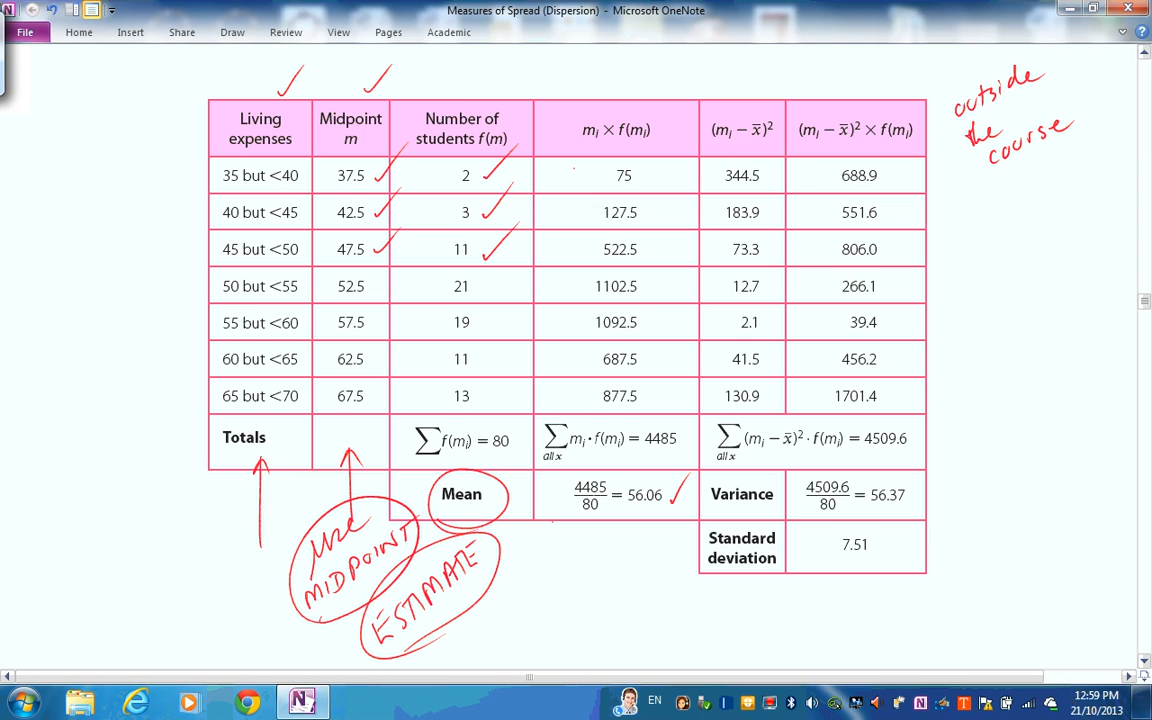 Measures of Spread (Dispersion) - Microsoft OneNote
File Home Insert Share Draw Review View Pages Academic
outside
the
course
Living expenses Midpoint m Number of students f(m) mᵢ × f(mᵢ) (mᵢ − x̄)² (mᵢ − x̄)² × f(mᵢ)
35 but <40 37.5 2 75 344.5 688.9
40 but <45 42.5 3 127.5 183.9 551.6
45 but <50 47.5 11 522.5 73.3 806.0
50 but <55 52.5 21 1102.5 12.7 266.1
55 but <60 57.5 19 1092.5 2.1 39.4
60 but <65 62.5 11 687.5 41.5 456.2
65 but <70 67.5 13 877.5 130.9 1701.4
Totals ∑ f(mᵢ) = 80 ∑ all x mᵢ · f(mᵢ) = 4485 ∑ all x (mᵢ − x̄)² · f(mᵢ) = 4509.6
Mean 4485/80 = 56.06 Variance 4509.6/80 = 56.37
Standard deviation 7.51
Use
MIDPOINT
ESTIMATE
EN
12:59 PM
21/10/2013